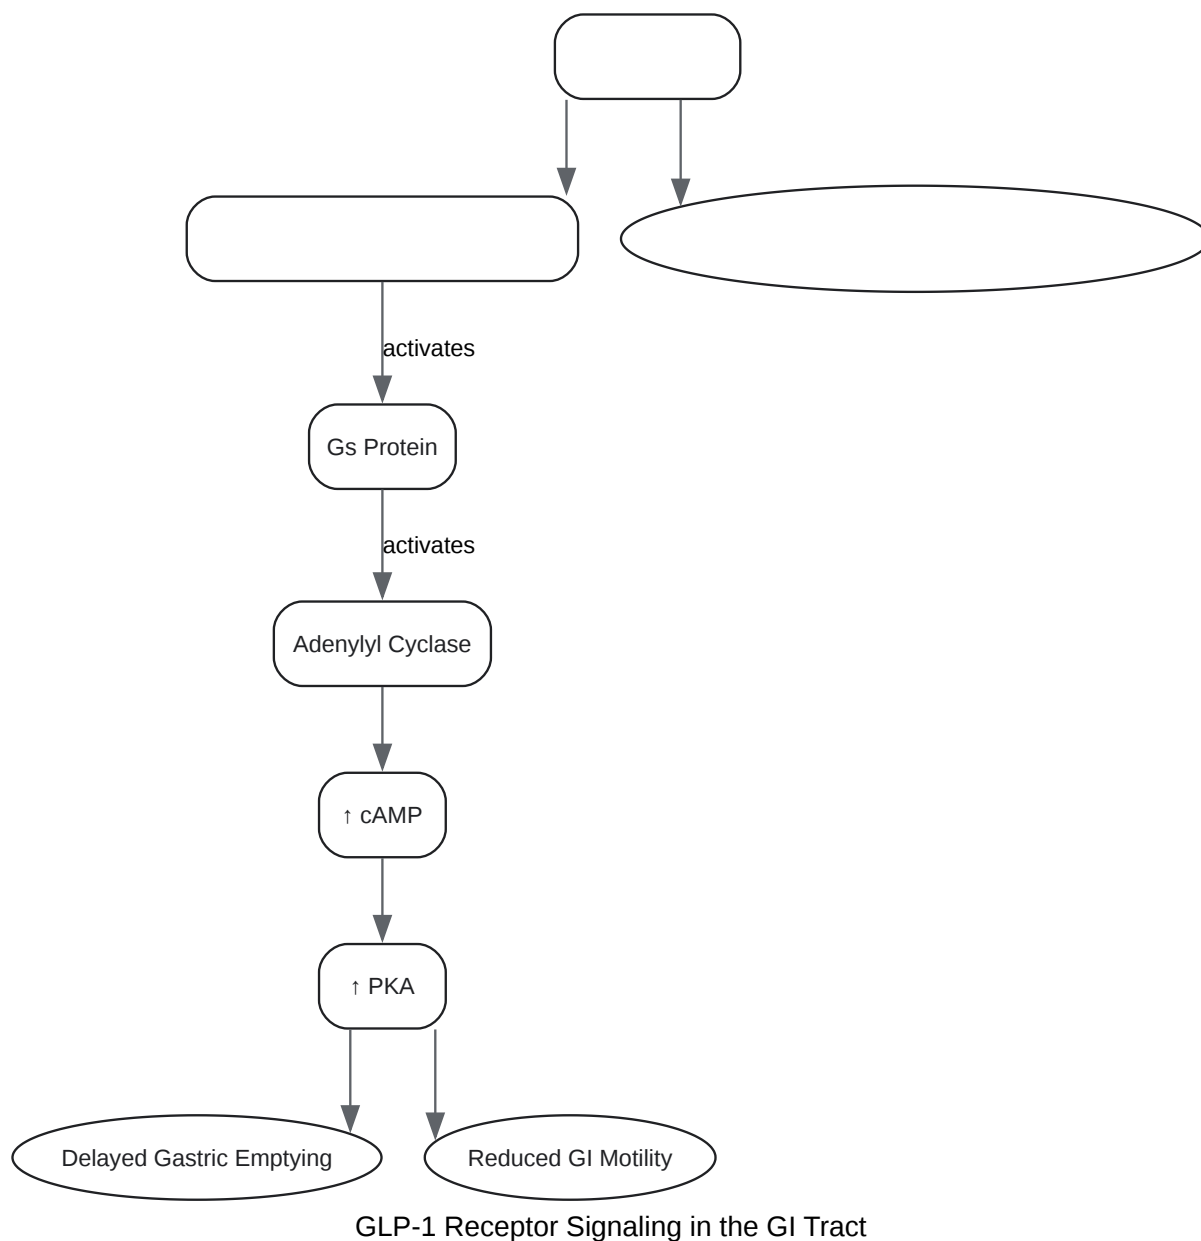 activates
Gs Protein
activates
Adenylyl Cyclase
↑ cAMP
↑ PKA
Delayed Gastric Emptying
Reduced GI Motility
GLP-1 Receptor Signaling in the GI Tract